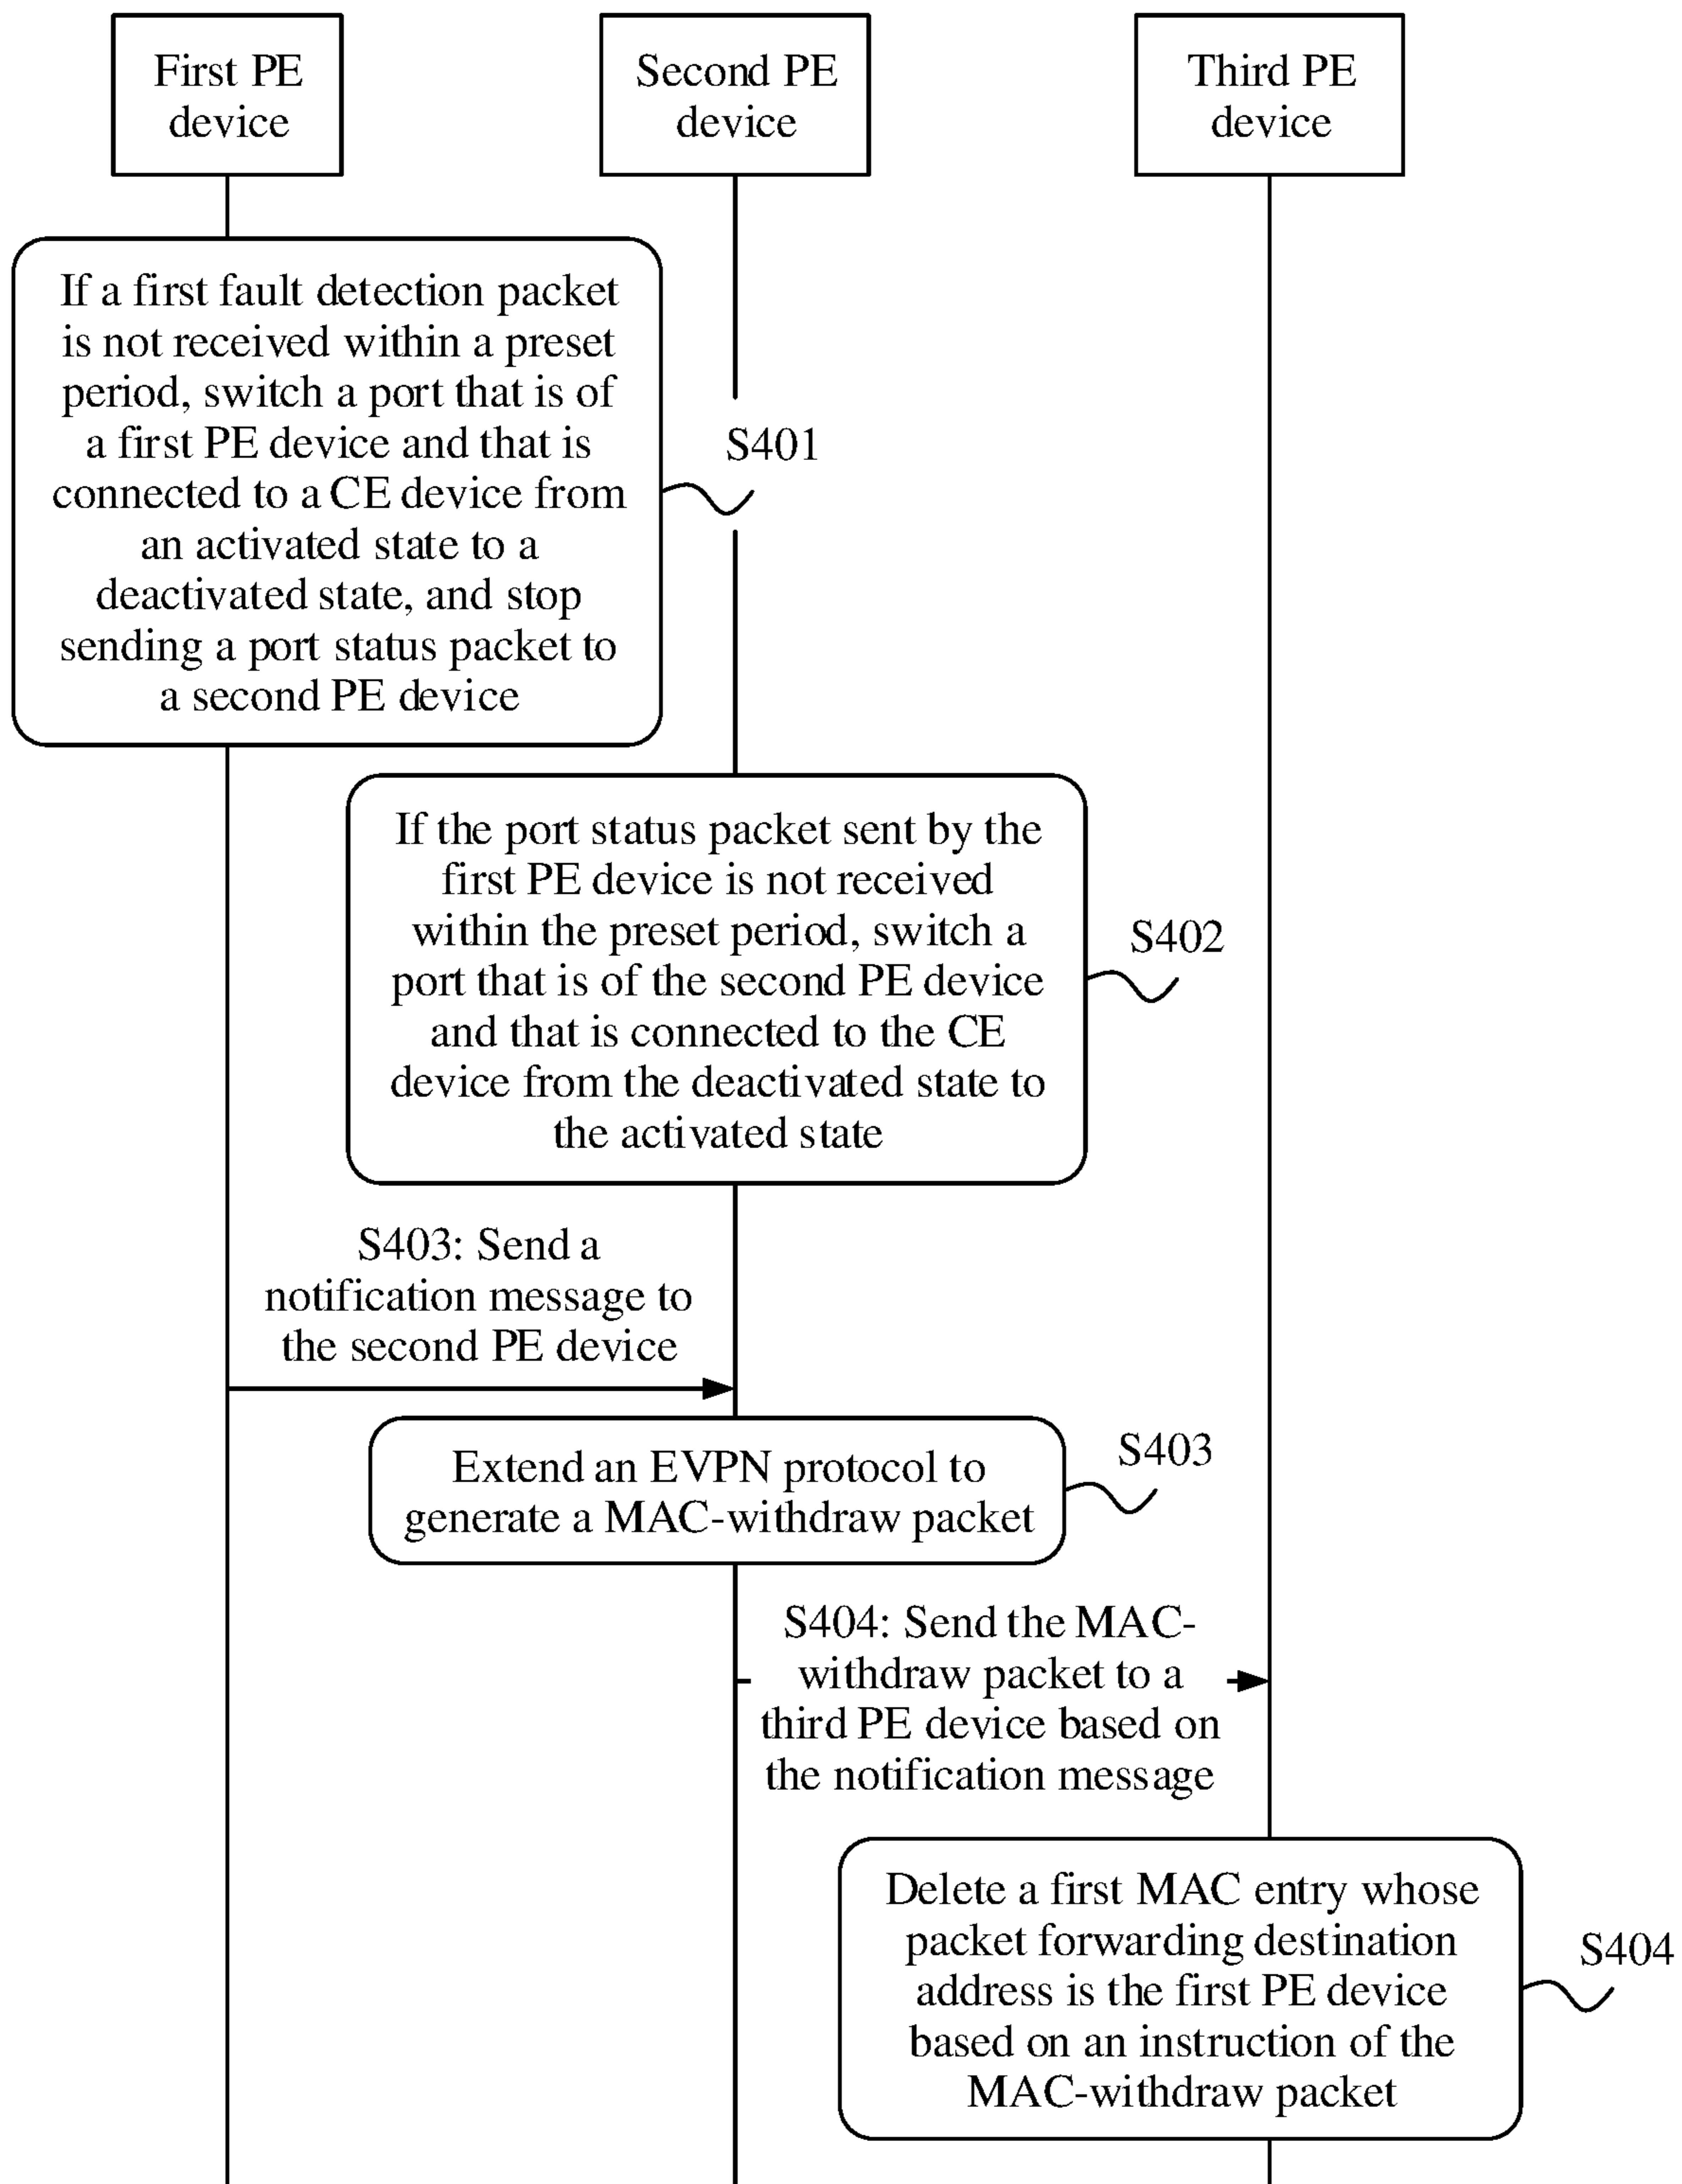 First PE
device
Second PE
device
Third PE
device
If a first fault detection packet
is not received within a preset
period, switch a port that is of
a first PE device and that is
connected to a CE device from
an activated state to a
deactivated state, and stop
sending a port status packet to
a second PE device
S401
If the port status packet sent by the
first PE device is not received
within the preset period, switch a
port that is of the second PE device
and that is connected to the CE
device from the deactivated state to
the activated state
S402
S403: Send a
notification message to
the second PE device
Extend an EVPN protocol to
generate a MAC-withdraw packet
S403
S404: Send the MAC-
withdraw packet to a
third PE device based on
the notification message
Delete a first MAC entry whose
packet forwarding destination
address is the first PE device
based on an instruction of the
MAC-withdraw packet
S404